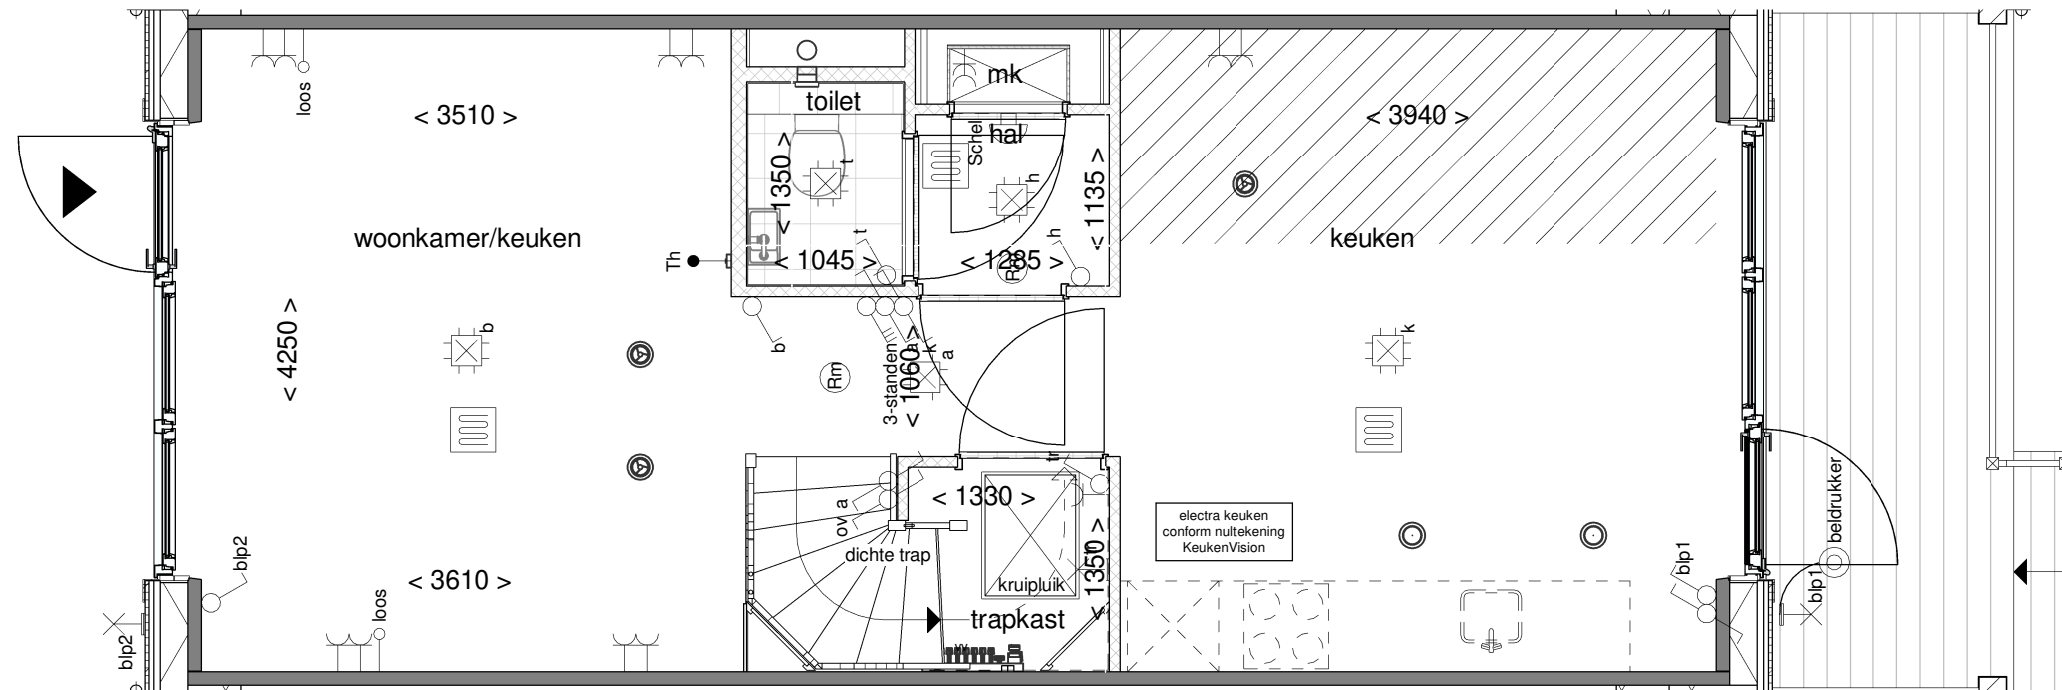 loos
< 3510 >
toilet
mk
hal
Schel
< 3940 >
t
< 1350 >
h
< 1135 >
woonkamer/keuken
keuken
Th
t
< 1045 >
h
< 1285 >
< 4250 >
b
b
Rm
3-standen
a
k
a
< 1060 >
k
tr
< 1330 >
ov
a
dichte trap
kruipluik
< 1350 >
trapkast
electra keuken
conform nultekening
KeukenVision
beldrukker
blp2
< 3610 >
loos
blp2
blp1
blp1